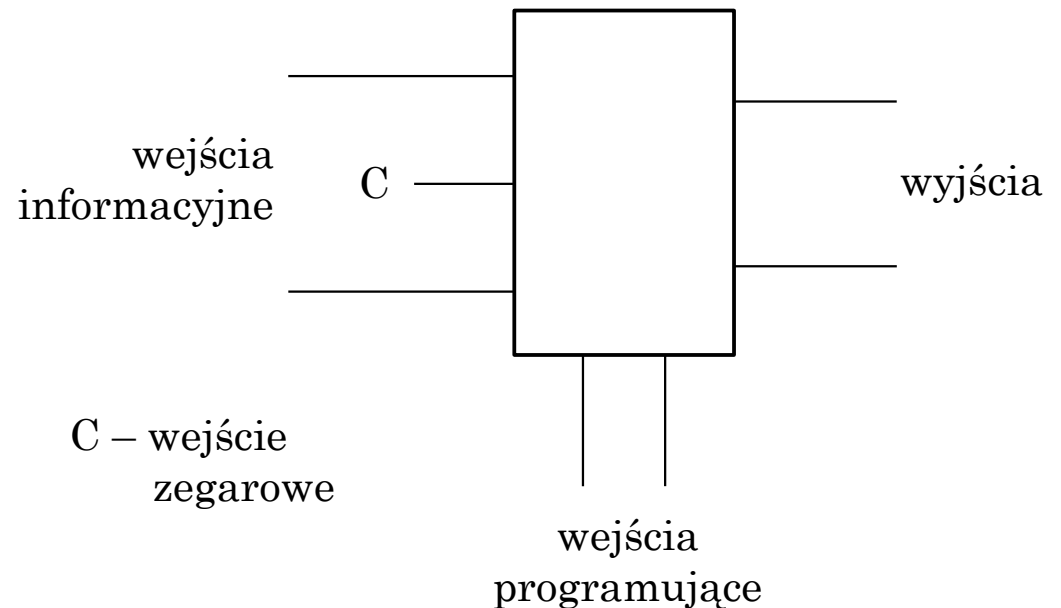 wejścia
informacyjne
C
wyjścia
C – wejście
zegarowe
wejścia
programujące